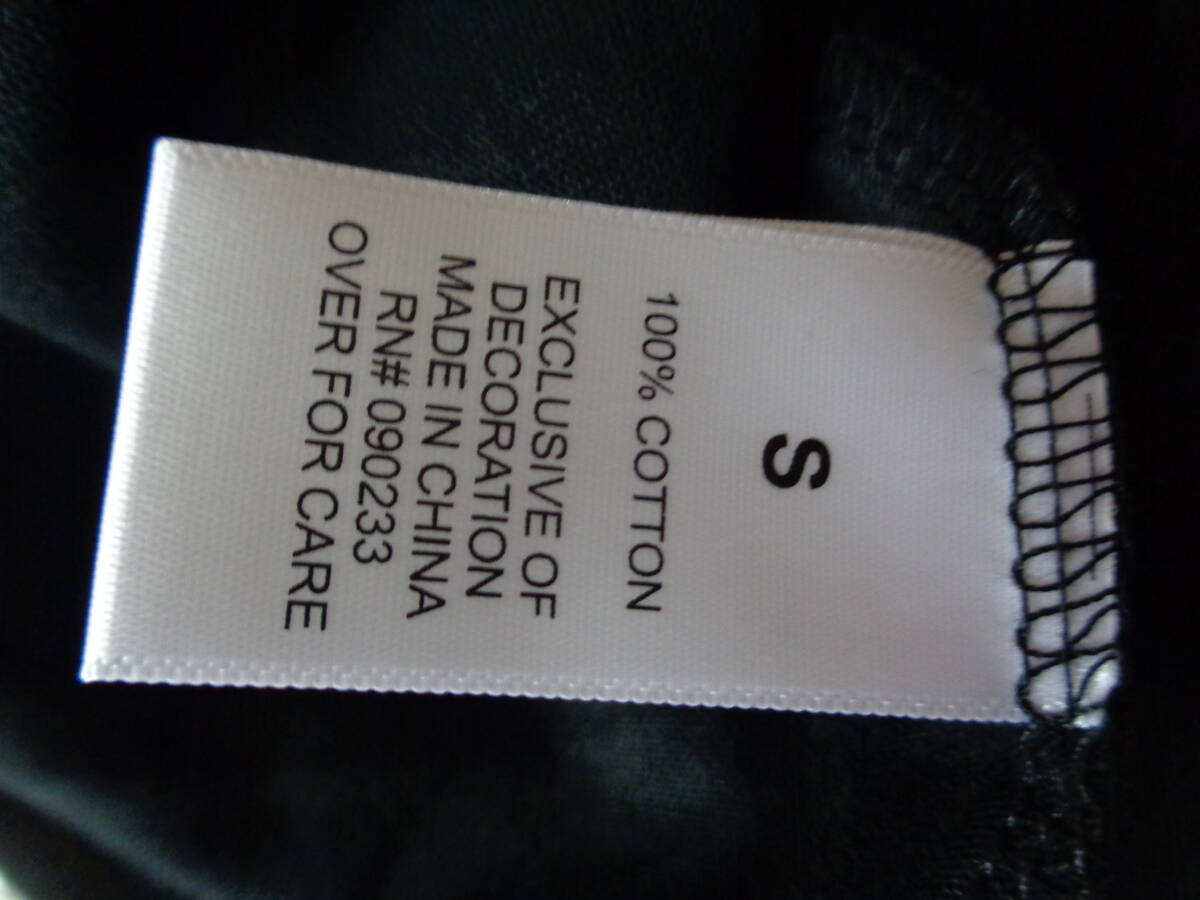 S
100% COTTON
EXCLUSIVE OF
DECORATION
MADE IN CHINA
RN# 090233
OVER FOR CARE